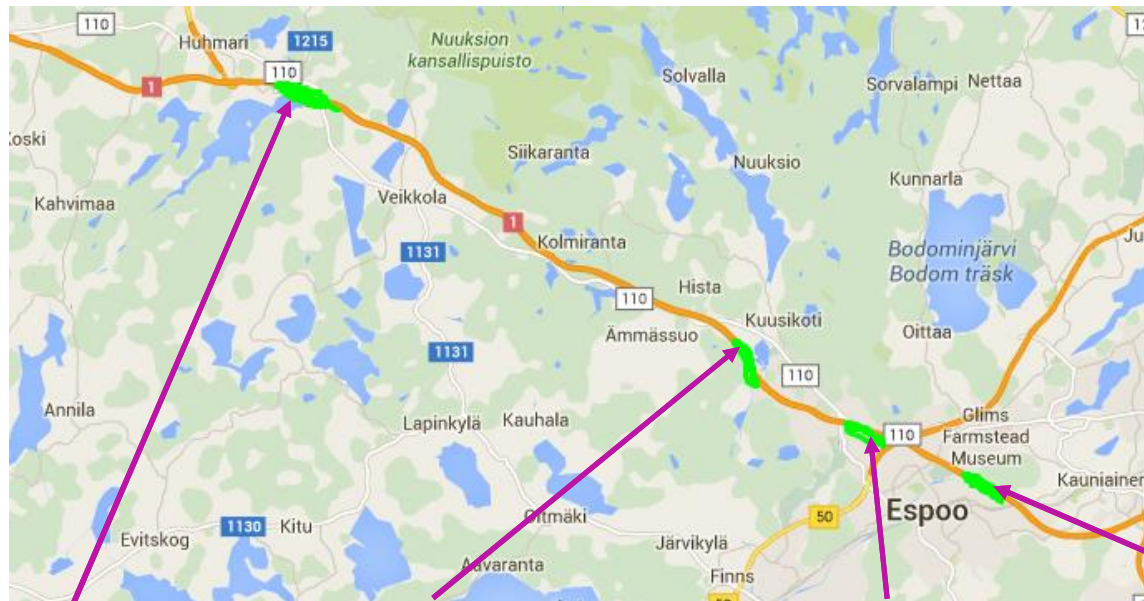 110
Huhmari
1215
Nuuksion
kansallispuisto
Solvalla
Sorvalampi
Nettaa
110
1
Siikaranta
Nuuksio
Kunnarla
Kahvimaa
Veikkola
1
Kolmiranta
1131
Bodominjärvi
Bodom träsk
Hista
110
Kuusikoti
Ämmässuo
Oittaa
1131
110
Annila
Lapinkylä
Kauhala
Glims
Farmstead
Museum
110
Kauniainen
Espoo
50
Oitmäki
1130
Kitu
Evitskog
Järvikylä
Aavaranta
Finns